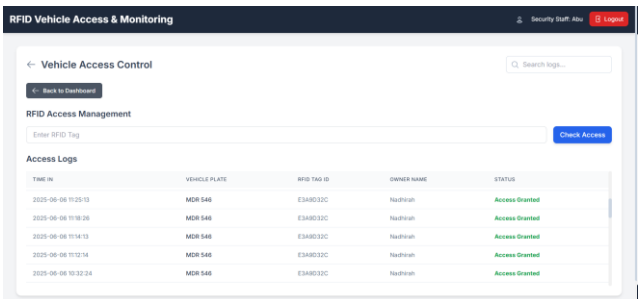 RFID Vehicle Access & Monitoring
Security Staff: Abu
Logout
← Vehicle Access Control
Search logs...
← Back to Dashboard
RFID Access Management
Enter RFID Tag
Check Access
Access Logs
TIME IN VEHICLE PLATE RFID TAG ID OWNER NAME STATUS
2025-06-06 11:25:13 MDR 546 E3A9D32C Nadhirah Access Granted
2025-06-06 11:18:26 MDR 546 E3A9D32C Nadhirah Access Granted
2025-06-06 11:14:13 MDR 546 E3A9D32C Nadhirah Access Granted
2025-06-06 11:12:14 MDR 546 E3A9D32C Nadhirah Access Granted
2025-06-06 10:32:24 MDR 546 E3A9D32C Nadhirah Access Granted